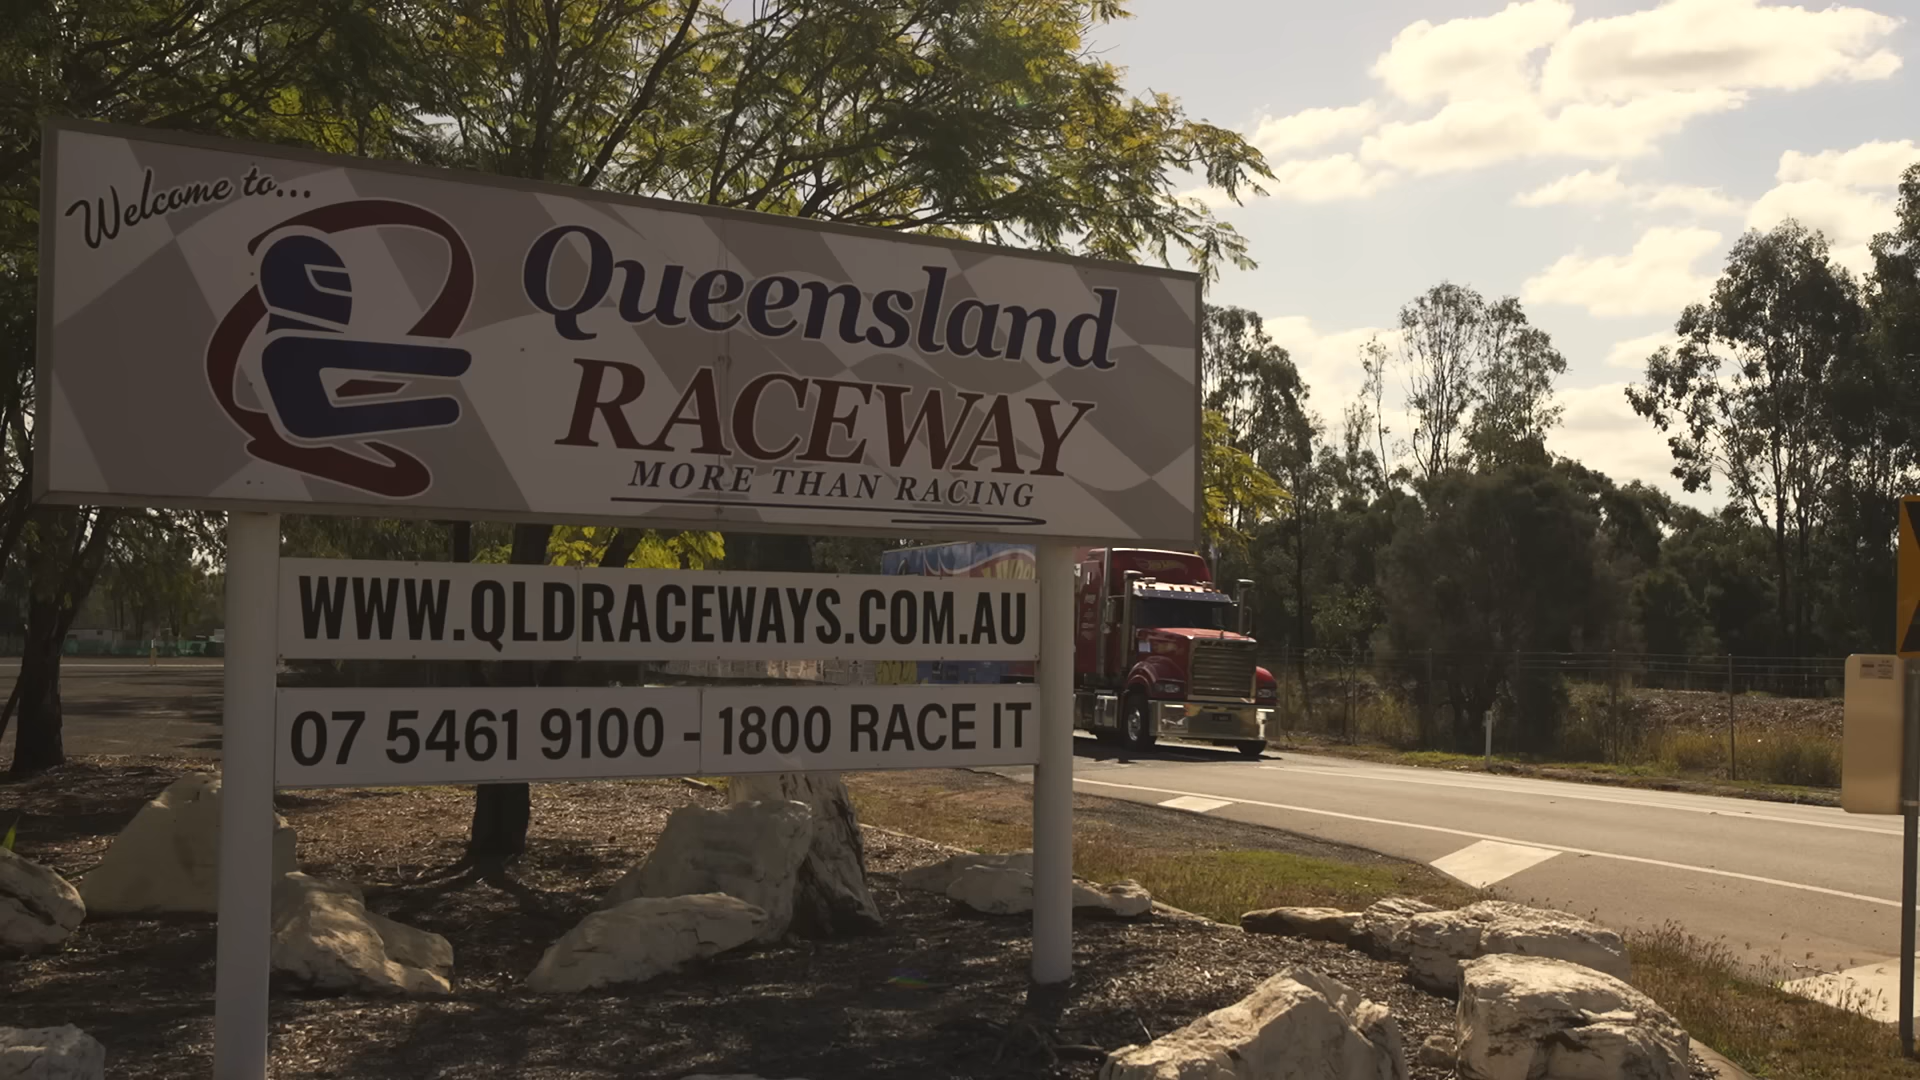 Welcome to...
Queensland
RACEWAY
MORE THAN RACING
WWW.QLDRACEWAYS.COM.AU
07 5461 9100 - 1800 RACE IT